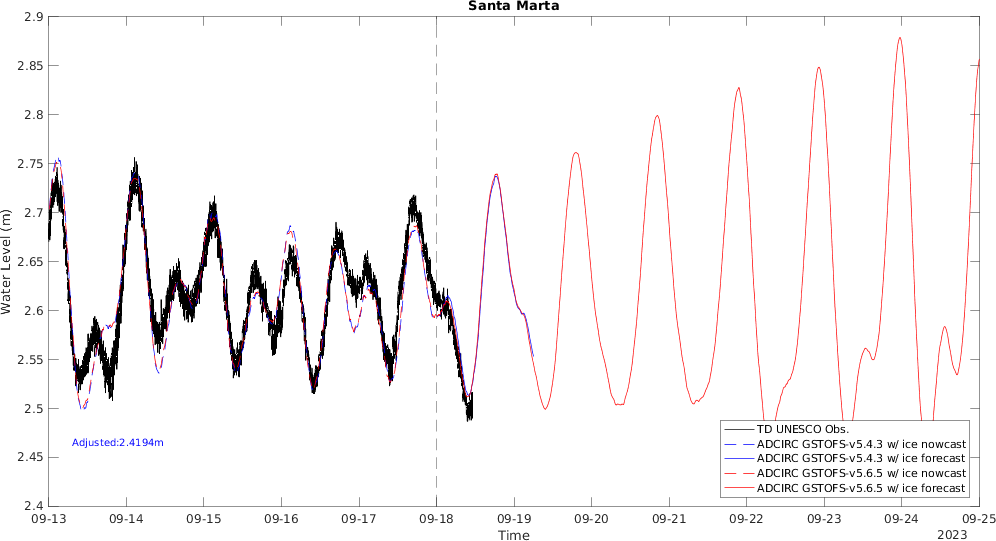 Santa Marta
2.9
2.85
2.8
2.75
2.7
2.65
2.6
2.55
2.5
2.45
2.4
Water Level (m)
Adjusted:2.4194m
TD UNESCO Obs.
ADCIRC GSTOFS-v5.4.3 w/ ice nowcast
ADCIRC GSTOFS-v5.4.3 w/ ice forecast
ADCIRC GSTOFS-v5.6.5 w/ ice nowcast
ADCIRC GSTOFS-v5.6.5 w/ ice forecast
09-13 09-14 09-15 09-16 09-17 09-18 09-19 09-20 09-21 09-22 09-23 09-24 09-25
Time
2023